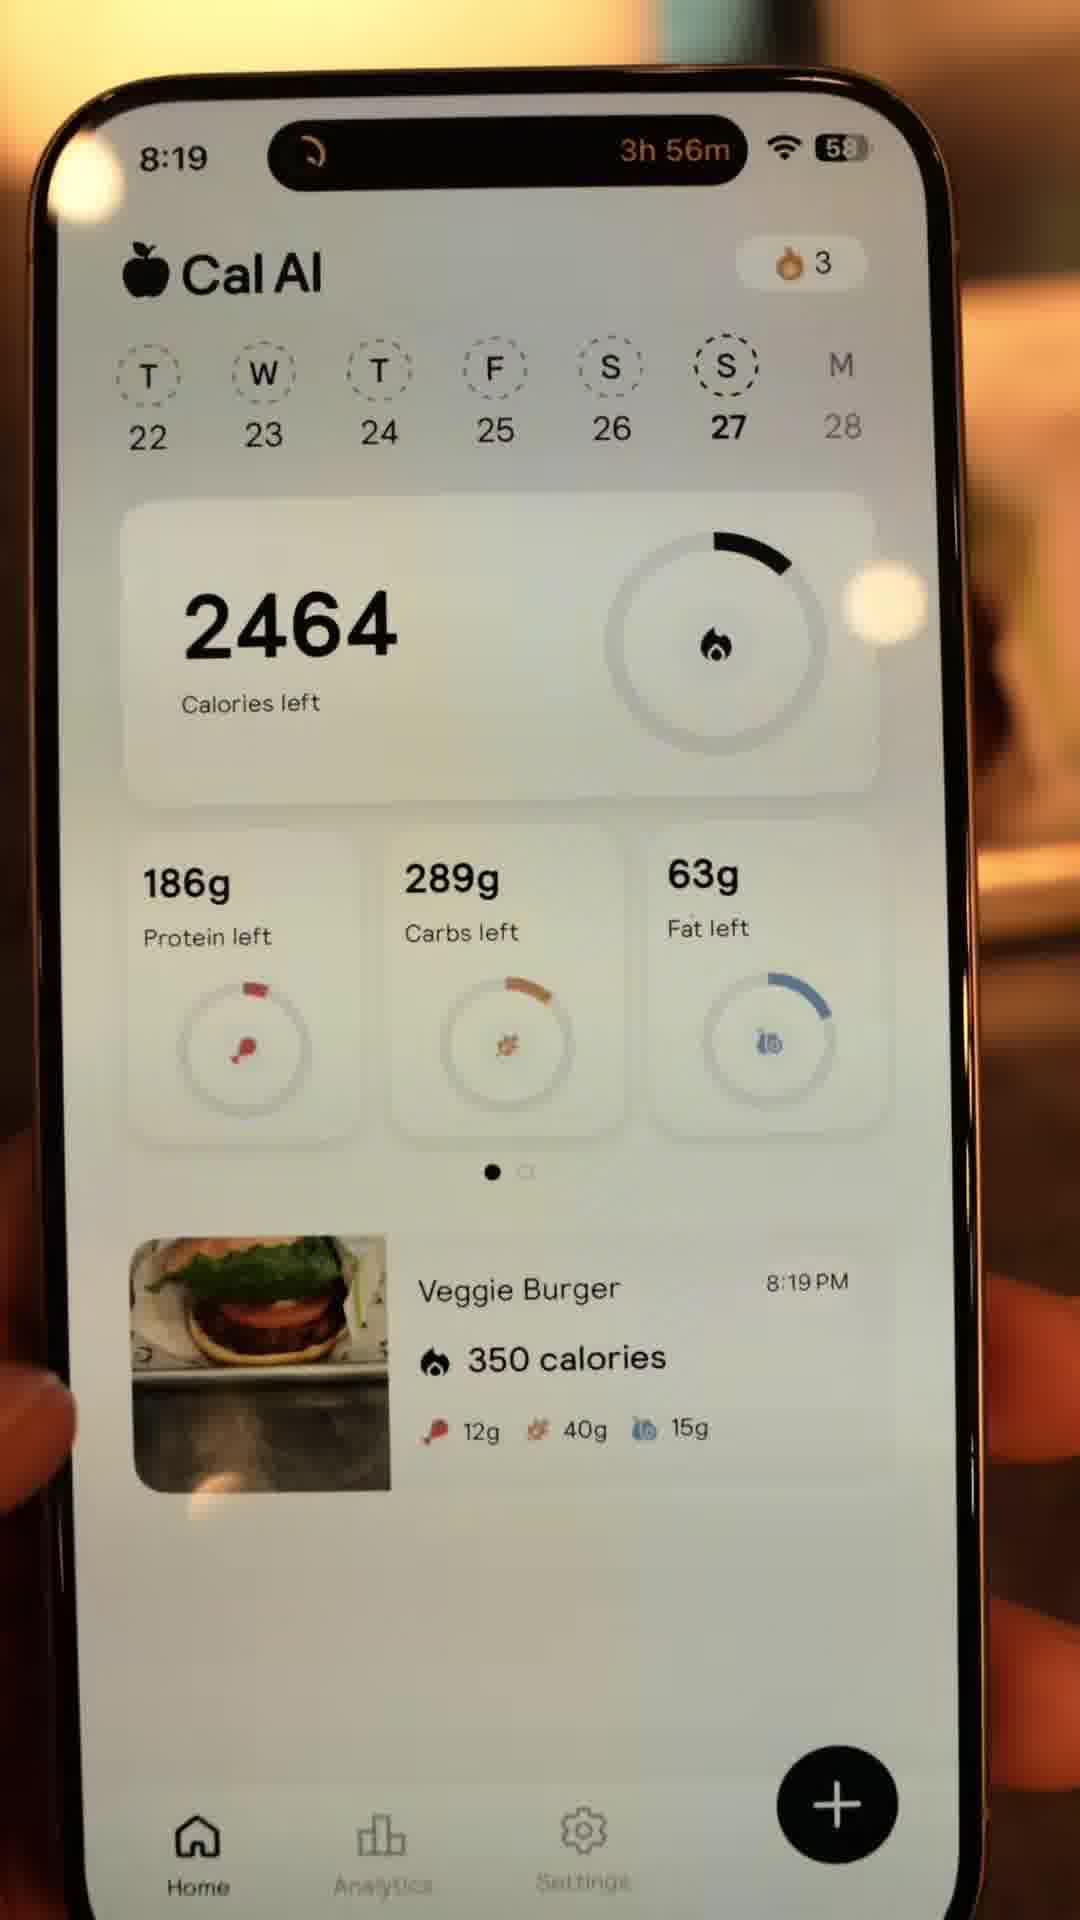 8:19 3h 56m 58
Cal AI 3
T W T F S S M
22 23 24 25 26 27 28
2464
Calories left
186g 289g 63g
Protein left Carbs left Fat left
Veggie Burger 8:19 PM
350 calories
12g 40g 15g
Home Analytics Settings